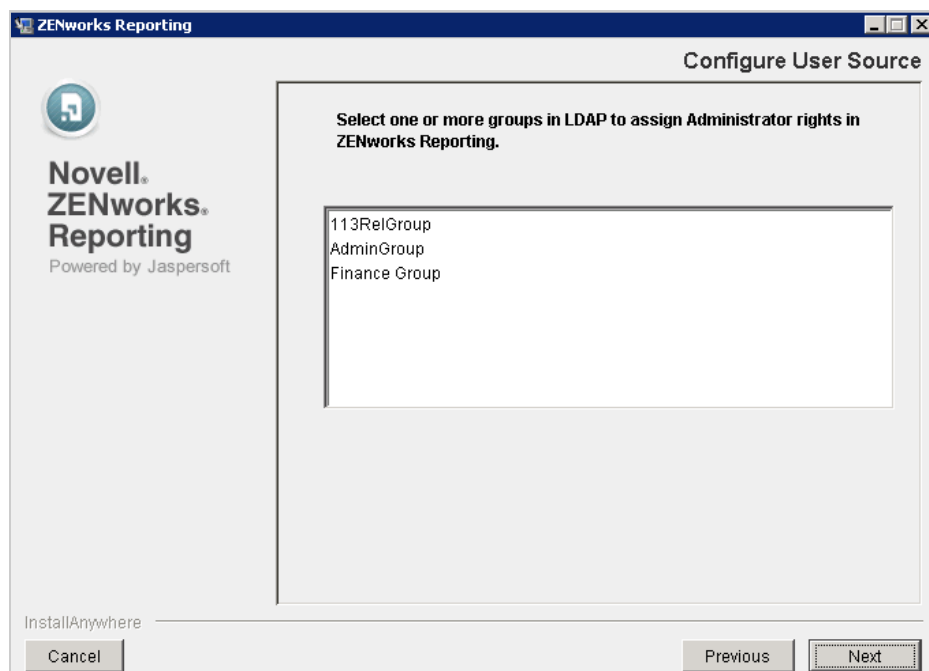 ZENworks Reporting
Configure User Source
Novell®
ZENworks®
Reporting
Powered by Jaspersoft
Select one or more groups in LDAP to assign Administrator rights in
ZENworks Reporting.
113RelGroup
AdminGroup
Finance Group
InstallAnywhere
Cancel
Previous
Next